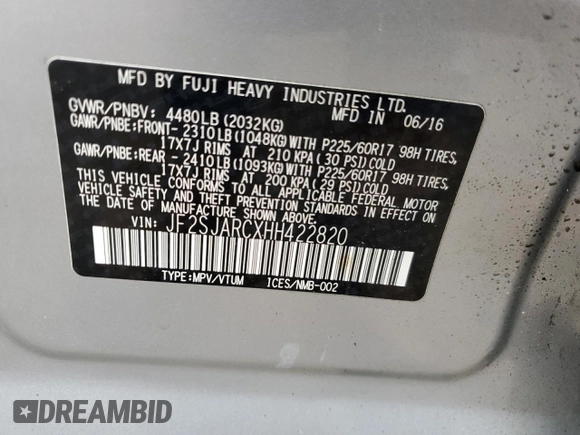 MFD BY FUJI HEAVY INDUSTRIES LTD.
MFD IN 06/16
GVWR/PNBV: 4480LB (2032KG)
GAWR/PNBE:FRONT- 2310LB (1048KG) WITH P225/60R17 98H TIRES,
17X7J RIMS AT 210 KPA ( 30 PSI) COLD
GAWR/PNBE:REAR - 2410LB (1093KG) WITH P225/60R17 98H TIRES,
17X7J RIMS AT 200 KPA ( 29 PSI) COLD
THIS VEHICLE CONFORMS TO ALL APPLICABLE FEDERAL MOTOR
VEHICLE SAFETY AND THEFT PREVENTION STANDARDS IN EFFECT ON
THE DATE OF MANUFACTURE SHOWN ABOVE.
VIN: JF2SJARCXHH422820
TYPE:MPV/VTUM ICES/NMB-002
DREAMBID